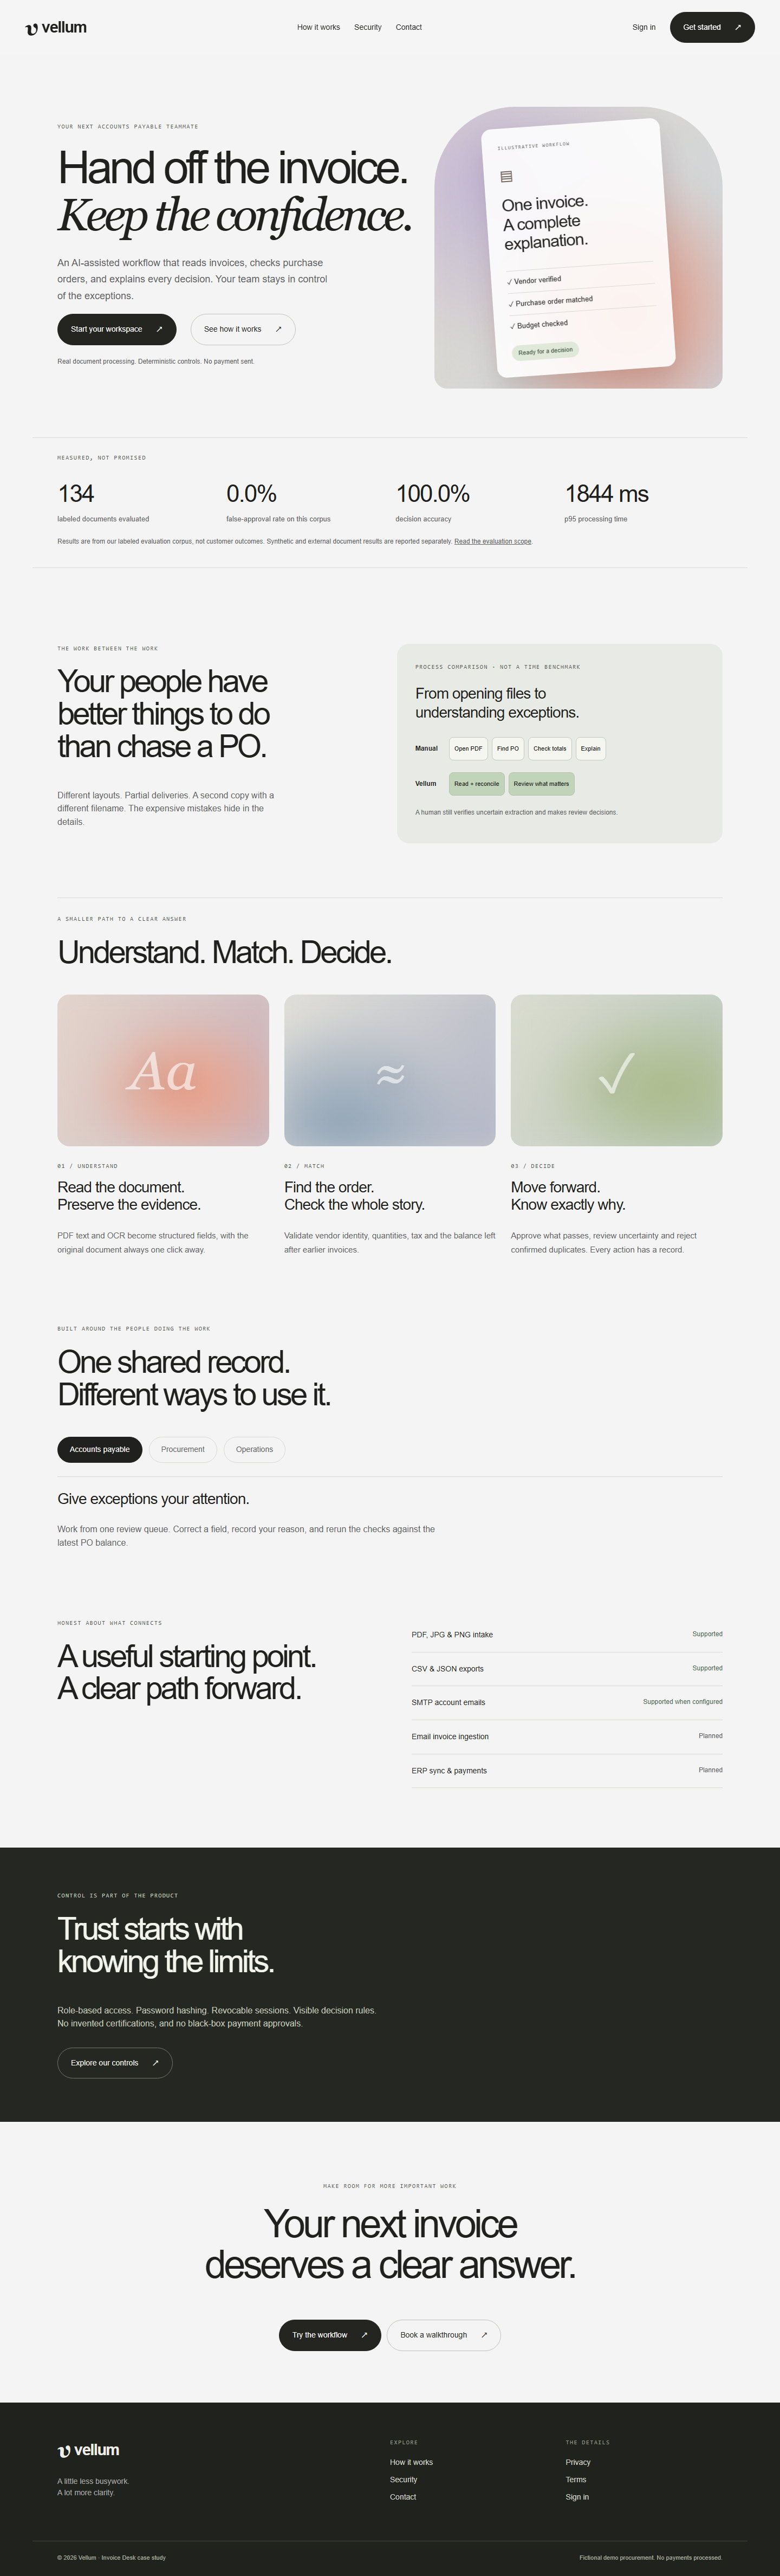 vellum
How it works
Security
Contact
Sign in
Get started ↗
YOUR NEXT ACCOUNTS PAYABLE TEAMMATE
Hand off the invoice.
Keep the confidence.
An AI-assisted workflow that reads invoices, checks purchase
orders, and explains every decision. Your team stays in control
of the exceptions.
Start your workspace ↗
See how it works ↗
Real document processing. Deterministic controls. No payment sent.
ILLUSTRATIVE WORKFLOW
One invoice.
A complete
explanation.
✓ Vendor verified
✓ Purchase order matched
✓ Budget checked
Ready for a decision
MEASURED, NOT PROMISED
134
labeled documents evaluated
0.0%
false-approval rate on this corpus
100.0%
decision accuracy
1844 ms
p95 processing time
Results are from our labeled evaluation corpus, not customer outcomes. Synthetic and external document results are reported separately. Read the evaluation scope.
THE WORK BETWEEN THE WORK
Your people have
better things to do
than chase a PO.
Different layouts. Partial deliveries. A second copy with a
different filename. The expensive mistakes hide in the
details.
PROCESS COMPARISON · NOT A TIME BENCHMARK
From opening files to
understanding exceptions.
Manual
Open PDF
Find PO
Check totals
Explain
Vellum
Read + reconcile
Review what matters
A human still verifies uncertain extraction and makes review decisions.
A SMALLER PATH TO A CLEAR ANSWER
Understand. Match. Decide.
Aa
≈
✓
01 / UNDERSTAND
Read the document.
Preserve the evidence.
PDF text and OCR become structured fields, with the
original document always one click away.
02 / MATCH
Find the order.
Check the whole story.
Validate vendor identity, quantities, tax and the balance left
after earlier invoices.
03 / DECIDE
Move forward.
Know exactly why.
Approve what passes, review uncertainty and reject
confirmed duplicates. Every action has a record.
BUILT AROUND THE PEOPLE DOING THE WORK
One shared record.
Different ways to use it.
Accounts payable
Procurement
Operations
Give exceptions your attention.
Work from one review queue. Correct a field, record your reason, and rerun the checks against the
latest PO balance.
HONEST ABOUT WHAT CONNECTS
A useful starting point.
A clear path forward.
PDF, JPG & PNG intake
Supported
CSV & JSON exports
Supported
SMTP account emails
Supported when configured
Email invoice ingestion
Planned
ERP sync & payments
Planned
CONTROL IS PART OF THE PRODUCT
Trust starts with
knowing the limits.
Role-based access. Password hashing. Revocable sessions. Visible decision rules.
No invented certifications, and no black-box payment approvals.
Explore our controls ↗
MAKE ROOM FOR MORE IMPORTANT WORK
Your next invoice
deserves a clear answer.
Try the workflow ↗
Book a walkthrough ↗
vellum
A little less busywork.
A lot more clarity.
EXPLORE
How it works
Security
Contact
THE DETAILS
Privacy
Terms
Sign in
© 2026 Vellum · Invoice Desk case study
Fictional demo procurement. No payments processed.